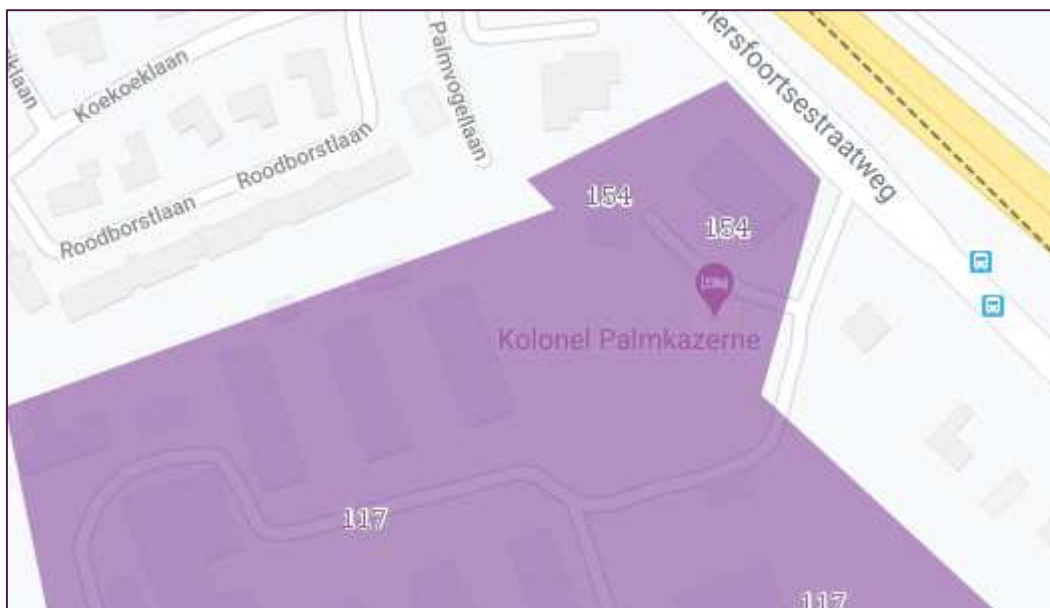 Koekoeklaan
Palmvogellaan
Roodborstlaan
Roodborstlaan
ersfoortsestraatweg
154
154
Kolonel Palmkazerne
117
117